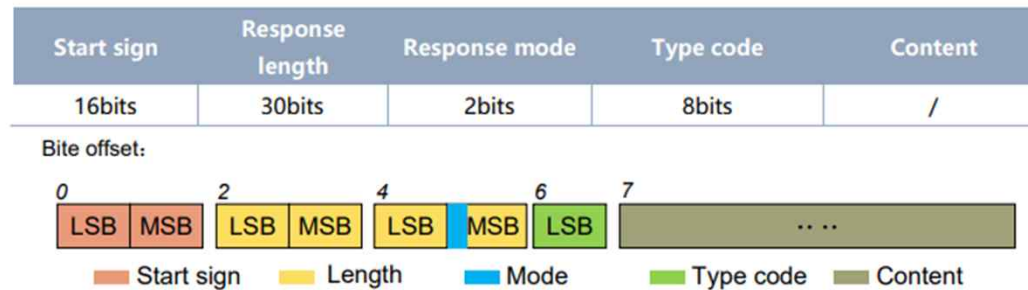 Start sign Response length Response mode Type code Content
16bits 30bits 2bits 8bits /
Bite offset:
0 2 4 6 7
LSB MSB LSB MSB LSB MSB LSB .. ..
Start sign Length Mode Type code Content